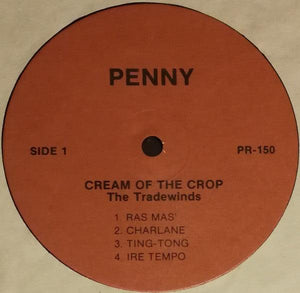 PENNY
SIDE 1
PR-150
CREAM OF THE CROP
The Tradewinds
1. RAS MAS'
2. CHARLANE
3. TING-TONG
4. IRE TEMPO